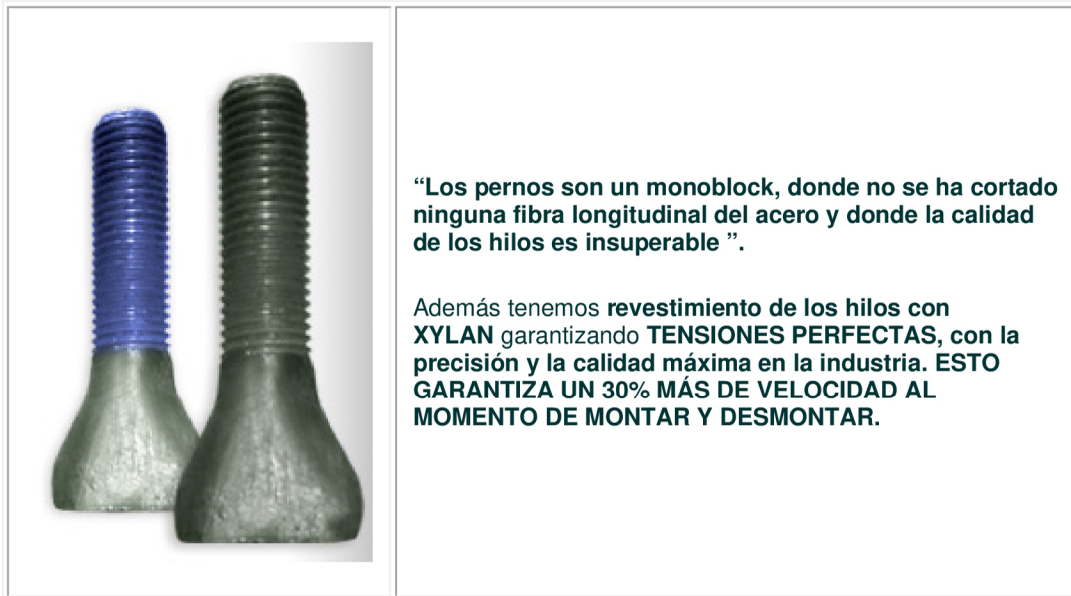 “Los pernos son un monoblock, donde no se ha cortado
ninguna fibra longitudinal del acero y donde la calidad
de los hilos es insuperable ”.
Además tenemos revestimiento de los hilos con
XYLAN garantizando TENSIONES PERFECTAS, con la
precisión y la calidad máxima en la industria. ESTO
GARANTIZA UN 30% MÁS DE VELOCIDAD AL
MOMENTO DE MONTAR Y DESMONTAR.